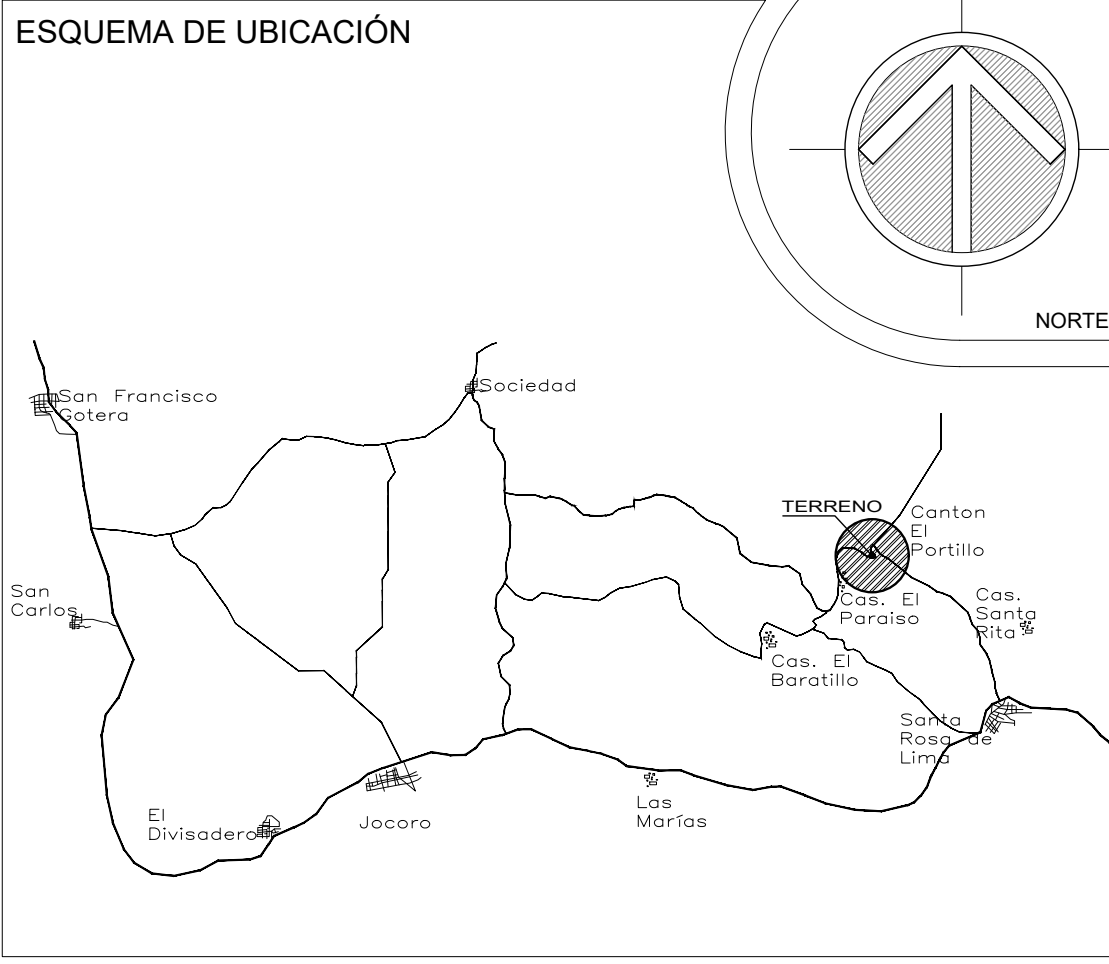 ESQUEMA DE UBICACIÓN
NORTE
San Francisco
Gotera
Sociedad
TERRENO
Canton
El
Portillo
San
Carlos
Cas. El
Paraiso
Cas.
Santa
Rita
Cas. El
Baratillo
Santa
Rosa de
Lima
El
Divisadero
Jocoro
Las
Marías